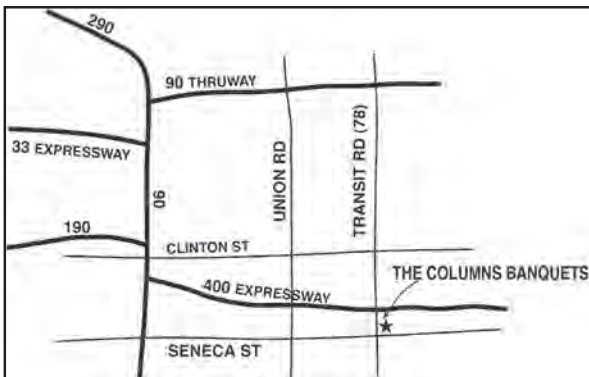 290
90 THRUWAY
33 EXPRESSWAY
90
UNION RD
TRANSIT RD (78)
190
CLINTON ST
THE COLUMNS BANQUETS
400 EXPRESSWAY
SENECA ST